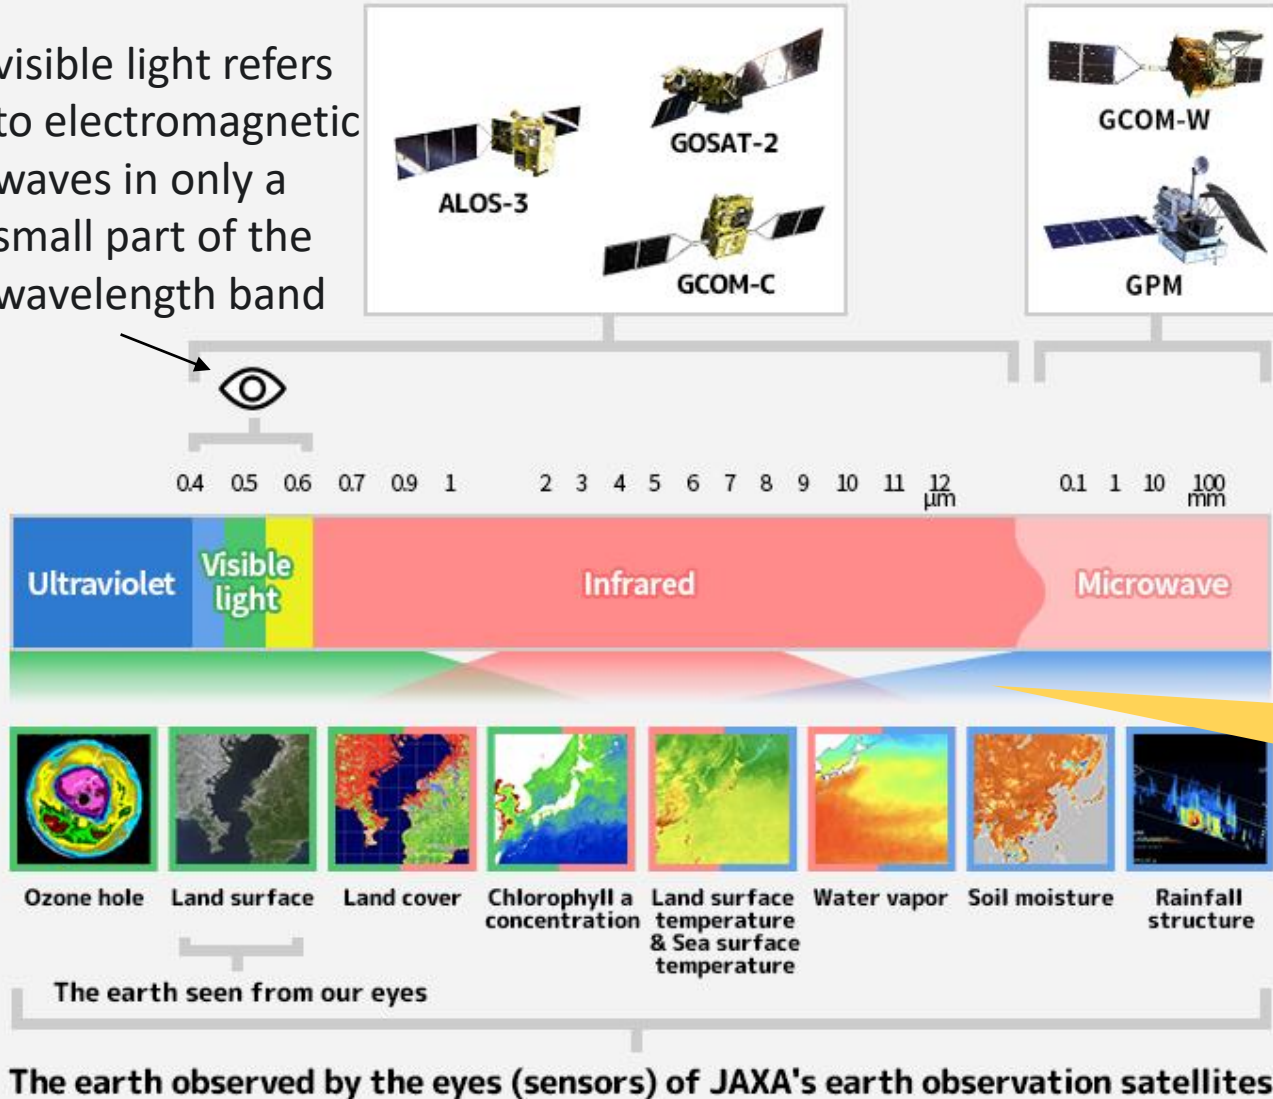 visible light refers
to electromagnetic
waves in only a
small part of the
wavelength band
ALOS-3
GOSAT-2
GCOM-C
GCOM-W
GPM
0.4 0.5 0.6 0.7 0.9 1 2 3 4 5 6 7 8 9 10 11 12 0.1 1 10 100
μm mm
Ultraviolet
Visible
light
Infrared
Microwave
Ozone hole
Land surface
Land cover
Chlorophyll a
concentration
Land surface
temperature
& Sea surface
temperature
Water vapor
Soil moisture
Rainfall
structure
The earth seen from our eyes
The earth observed by the eyes (sensors) of JAXA's earth observation satellites